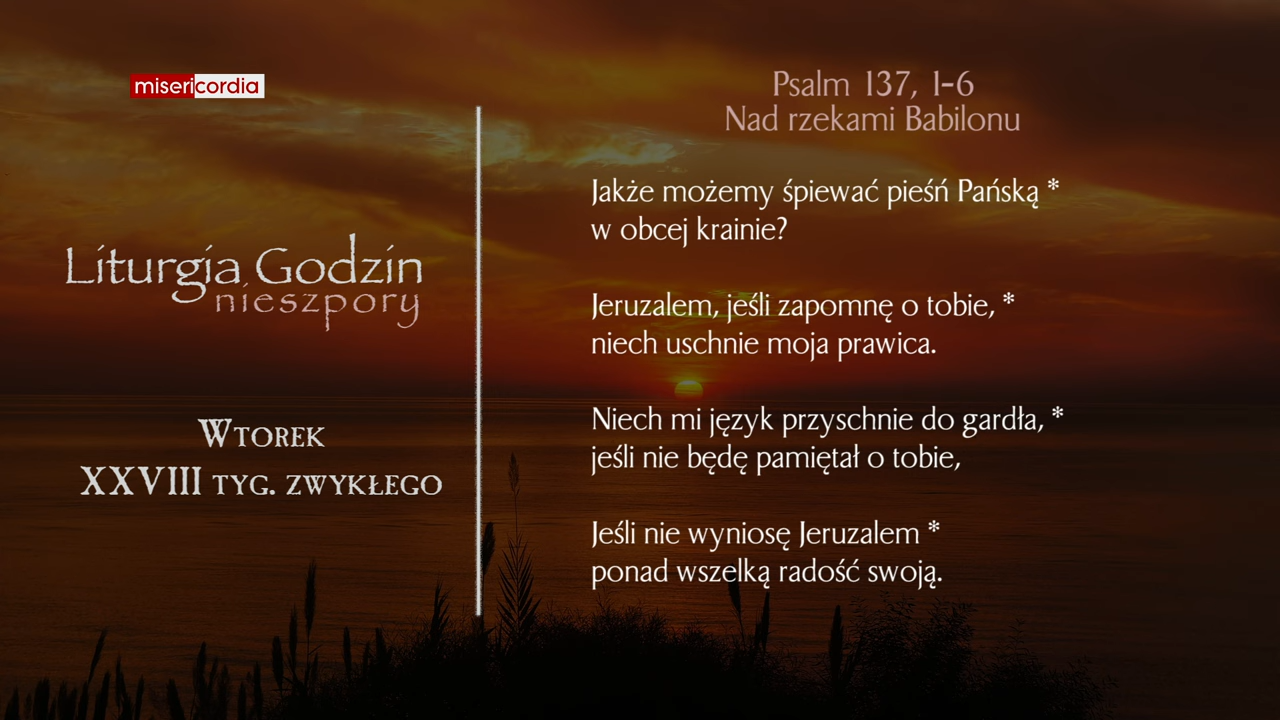 misericordia
Liturgia Godzin
nieszpory
Wtorek
XXVIII tyg. zwykłego
Psalm 137, 1-6
Nad rzekami Babilonu
Jakże możemy śpiewać pieśń Pańską *
w obcej krainie?
Jeruzalem, jeśli zapomnę o tobie, *
niech uschnie moja prawica.
Niech mi język przyschnie do gardła, *
jeśli nie będę pamiętał o tobie,
Jeśli nie wyniosę Jeruzalem *
ponad wszelką radość swoją.